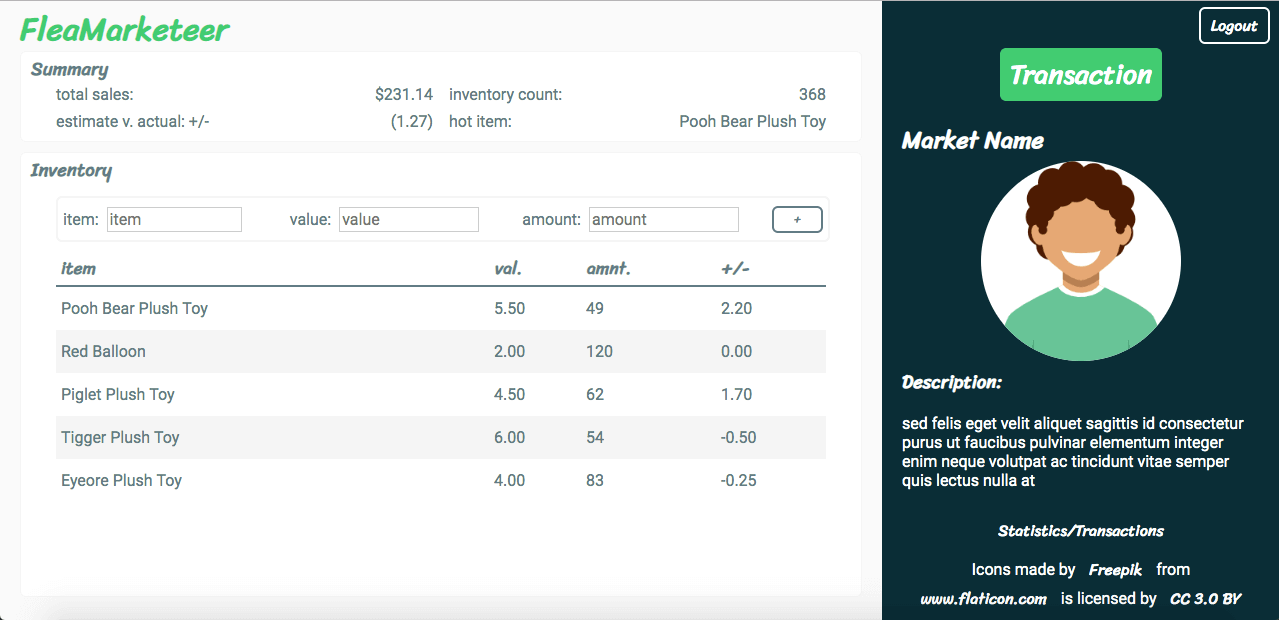 FleaMarketeer
Summary
total sales: $231.14 inventory count: 368
estimate v. actual: +/- (1.27) hot item: Pooh Bear Plush Toy
Inventory
item: item value: value amount: amount +
item val. amnt. +/-
Pooh Bear Plush Toy 5.50 49 2.20
Red Balloon 2.00 120 0.00
Piglet Plush Toy 4.50 62 1.70
Tigger Plush Toy 6.00 54 -0.50
Eyeore Plush Toy 4.00 83 -0.25
Logout
Transaction
Market Name
Description:
sed felis eget velit aliquet sagittis id consectetur
purus ut faucibus pulvinar elementum integer
enim neque volutpat ac tincidunt vitae semper
quis lectus nulla at
Statistics/Transactions
Icons made by Freepik from
www.flaticon.com is licensed by CC 3.0 BY